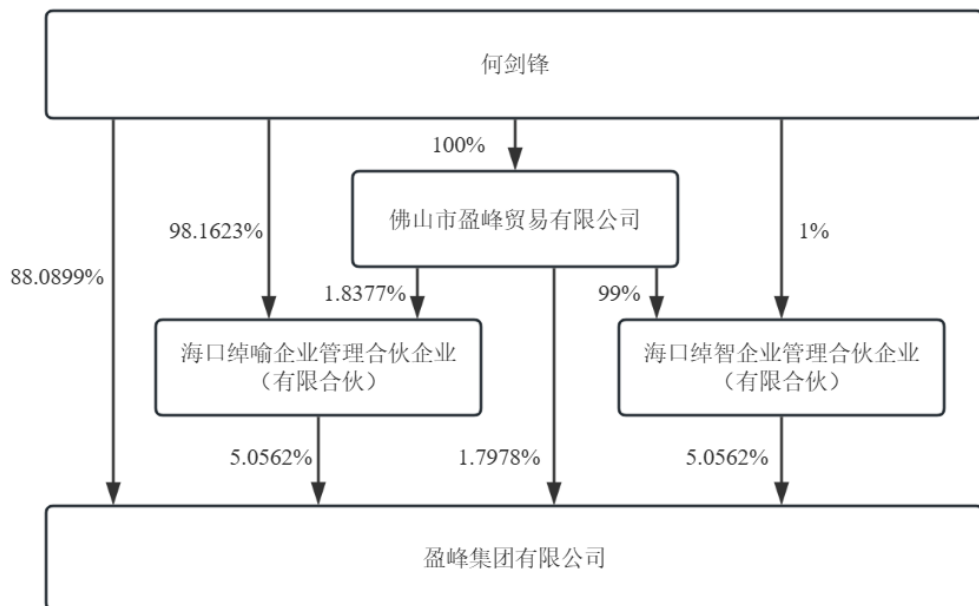 何剑锋
100%
佛山市盈峰贸易有限公司
98.1623%
1%
88.0899%
1.8377%
99%
海口绰喻企业管理合伙企业
（有限合伙）
海口绰智企业管理合伙企业
（有限合伙）
5.0562%
1.7978%
5.0562%
盈峰集团有限公司